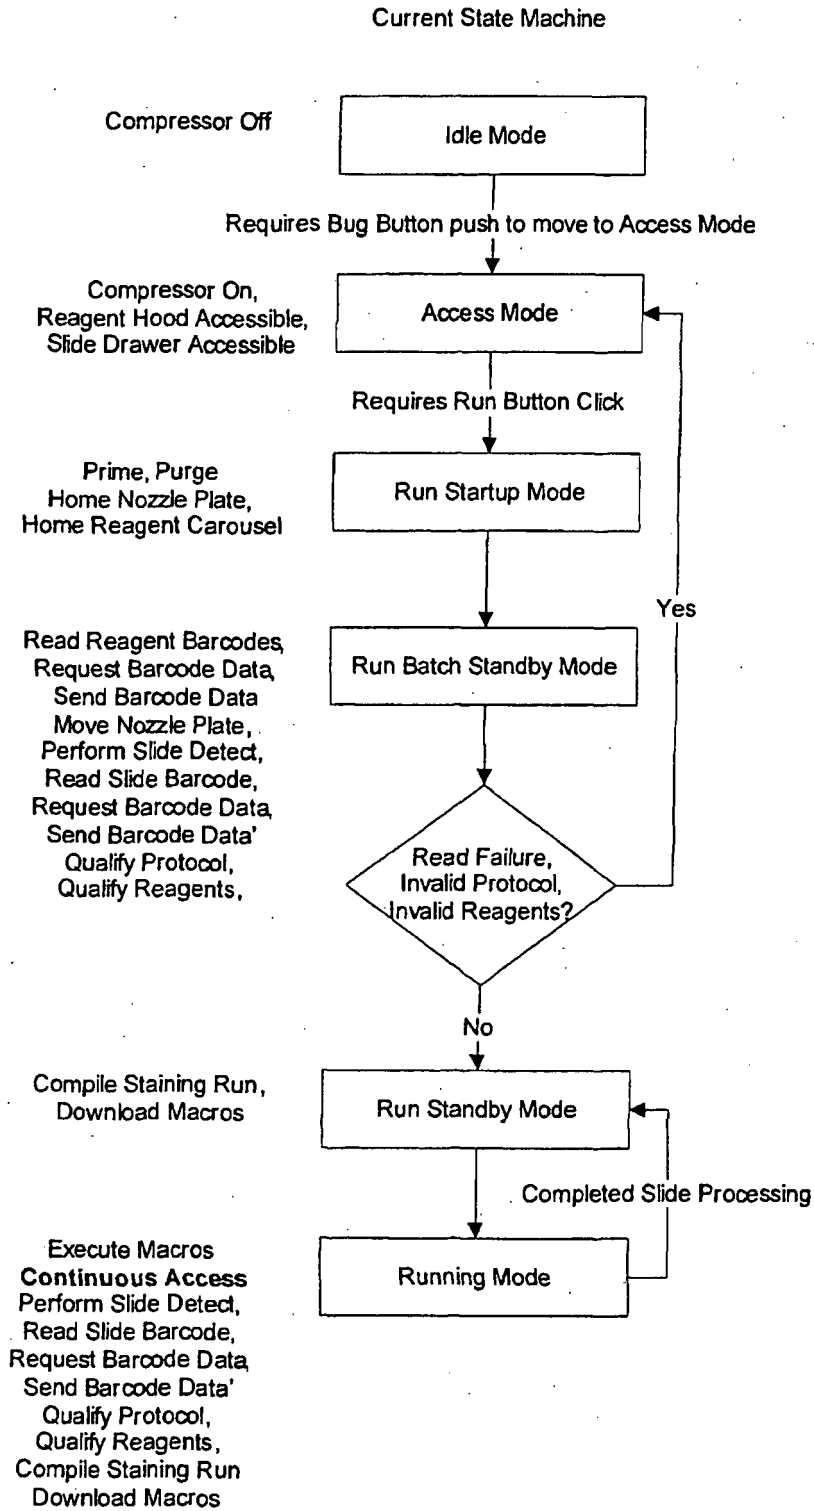 Current State Machine
Compressor Off
Idle Mode
Requires Bug Button push to move to Access Mode
Compressor On,
Reagent Hood Accessible,
Slide Drawer Accessible
Access Mode
Requires Run Button Click
Prime, Purge
Home Nozzle Plate,
Home Reagent Carousel
Run Startup Mode
Yes
Read Reagent Barcodes,
Request Barcode Data,
Send Barcode Data
Move Nozzle Plate,
Perform Slide Detect,
Read Slide Barcode,
Request Barcode Data,
Send Barcode Data'
Qualify Protocol,
Qualify Reagents,
Run Batch Standby Mode
Read Failure,
Invalid Protocol,
Invalid Reagents?
No
Compile Staining Run,
Download Macros
Run Standby Mode
Completed Slide Processing
Execute Macros
Continuous Access
Perform Slide Detect,
Read Slide Barcode,
Request Barcode Data,
Send Barcode Data'
Qualify Protocol,
Qualify Reagents,
Compile Staining Run
Download Macros
Running Mode